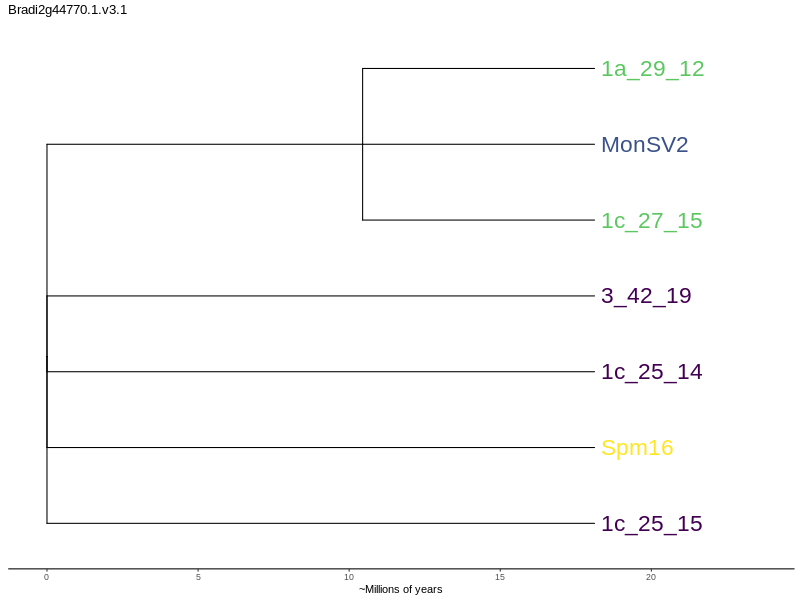 Bradi2g44770.1.v3.1
1a_29_12
MonSV2
1c_27_15
3_42_19
1c_25_14
Spm16
1c_25_15
0 5 10 15 20
~Millions of years